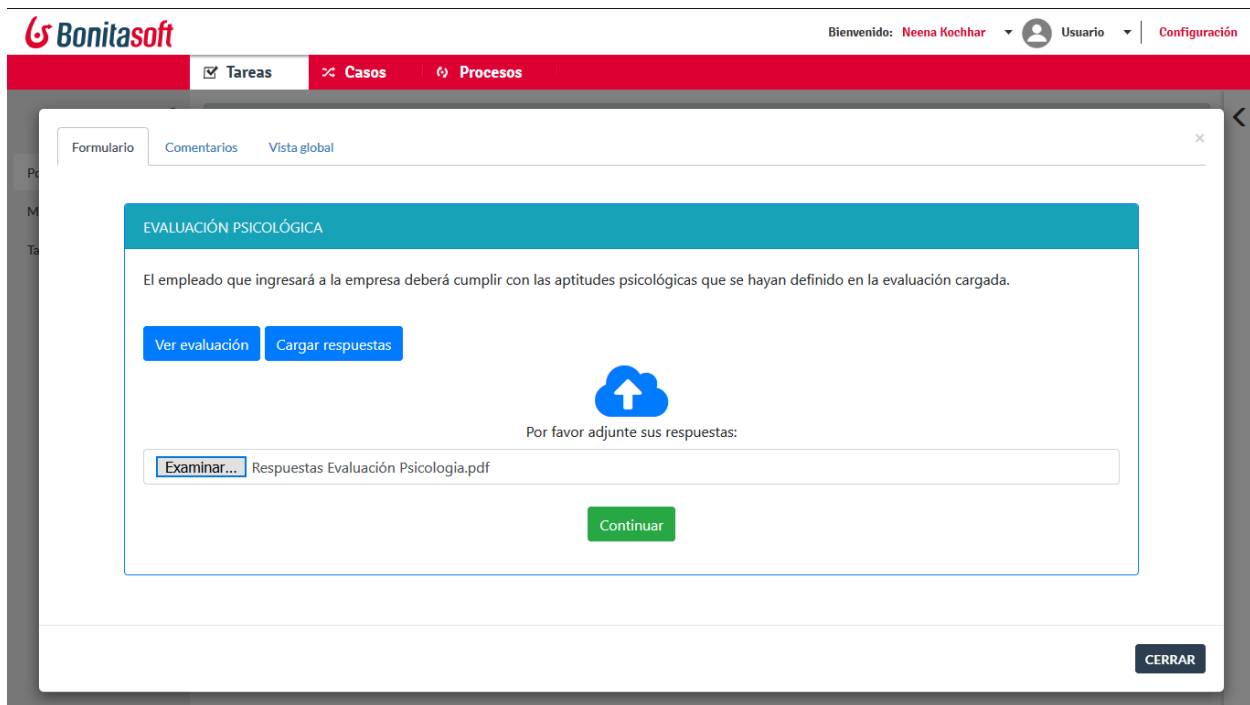 Bonitasoft
Bienvenido: Neena Kochhar Usuario Configuración
Tareas Casos Procesos
Formulario Comentarios Vista global ×
Po
M
Ta
EVALUACIÓN PSICOLÓGICA
El empleado que ingresará a la empresa deberá cumplir con las aptitudes psicológicas que se hayan definido en la evaluación cargada.
Ver evaluación Cargar respuestas
Por favor adjunte sus respuestas:
Examinar... Respuestas Evaluación Psicologia.pdf
Continuar
CERRAR